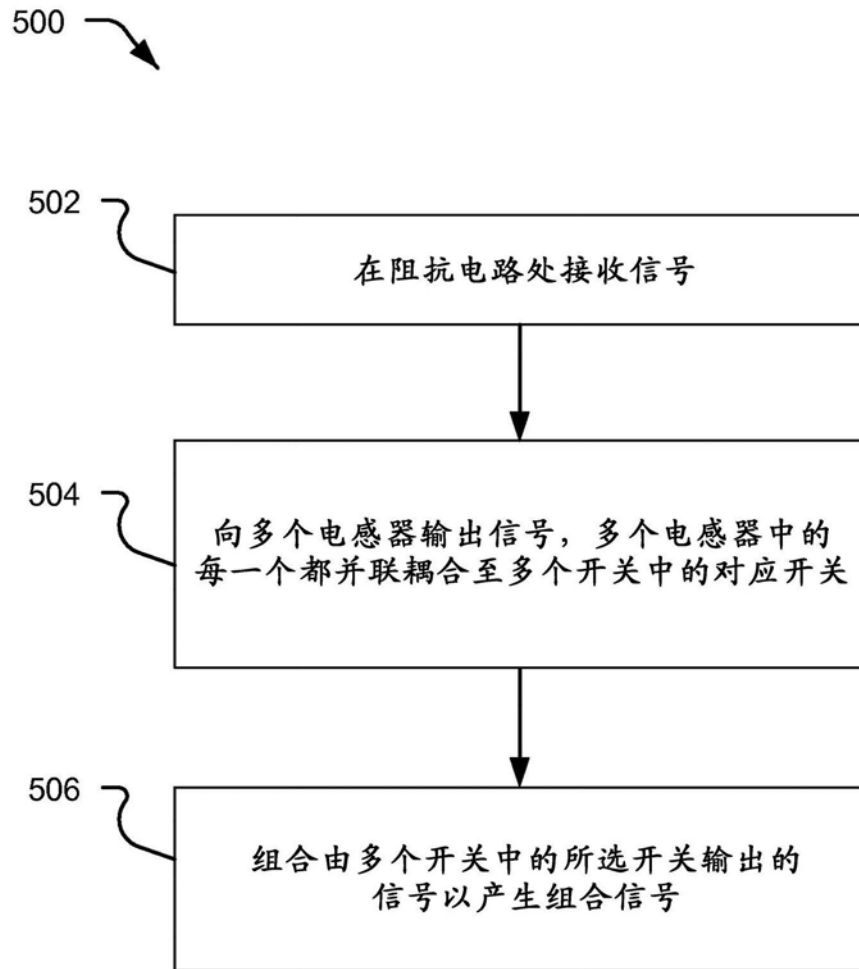 500
502
在阻抗电路处接收信号
504
向多个电感器输出信号，多个电感器中的
每一个都并联耦合至多个开关中的对应开关
506
组合由多个开关中的所选开关输出的
信号以产生组合信号